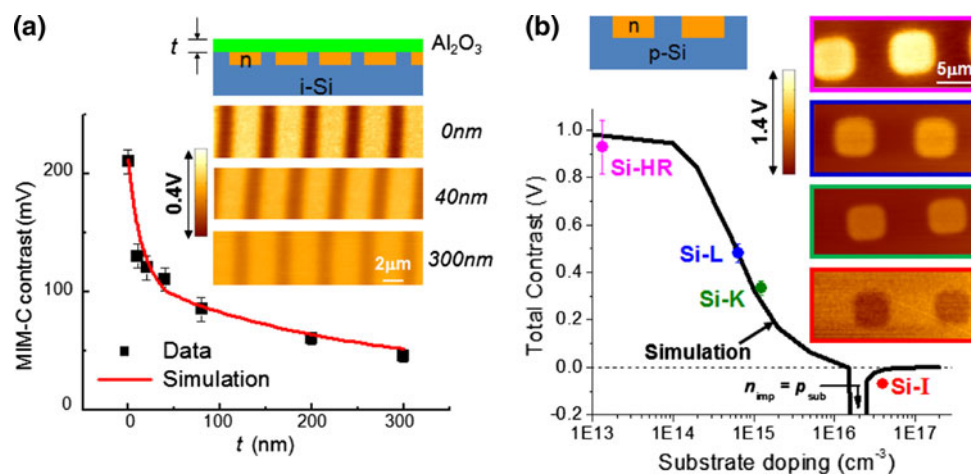 (a)
t
Al₂O₃
n
i-Si
0nm
40nm
300nm
2μm
0.4V
MIM-C contrast (mV)
200
100
0
Data
Simulation
0 100 200 300
t (nm)
(b)
n
p-Si
5μm
1.4 V
Total Contrast (V)
1.0
0.8
0.6
0.4
0.2
0.0
-0.2
Si-HR
Si-L
Si-K
Simulation
n_imp = p_sub
Si-I
1E13 1E14 1E15 1E16 1E17
Substrate doping (cm⁻³)